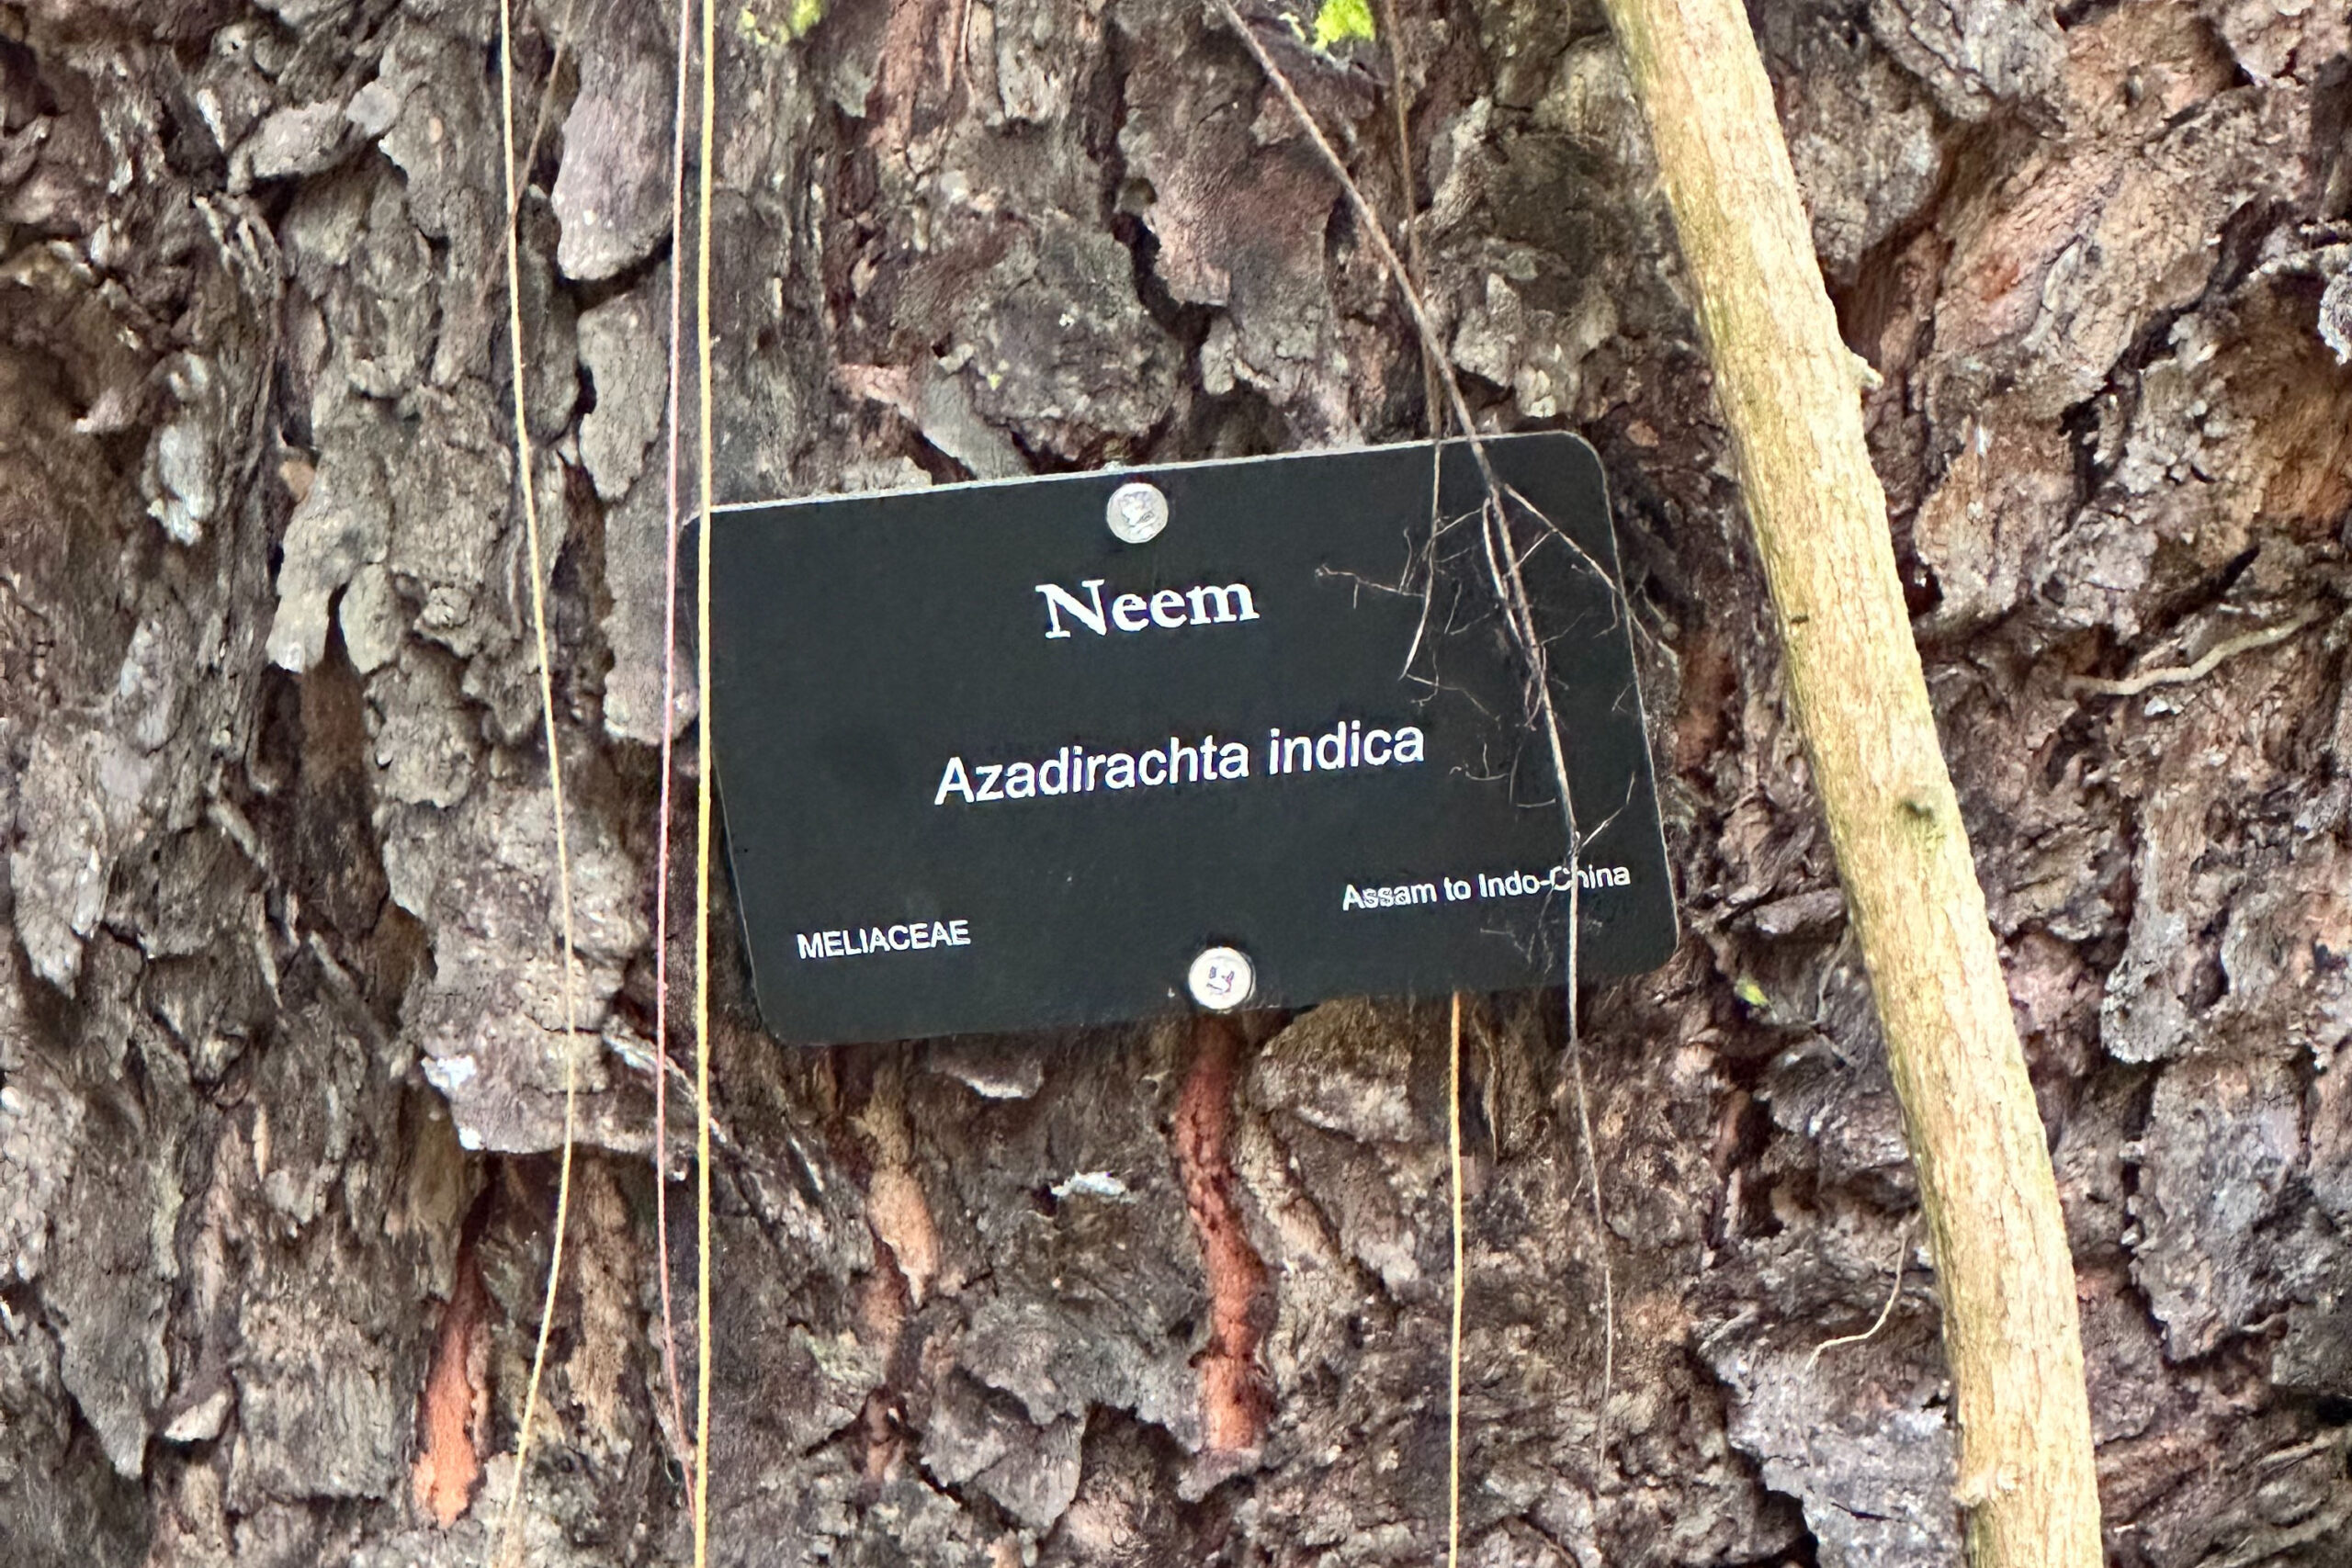 Neem
Azadirachta indica
MELIACEAE
Assam to Indo-China